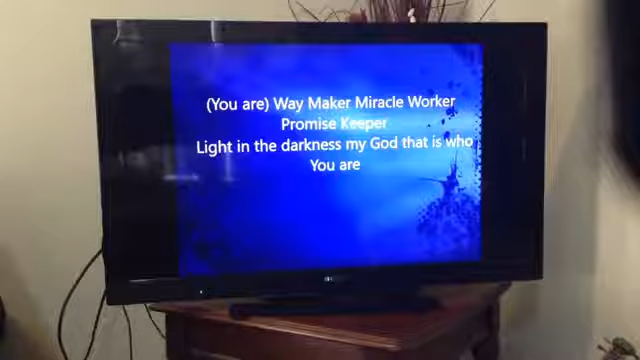 (You are) Way Maker Miracle Worker
Promise Keeper
Light in the darkness my God that is who
You are